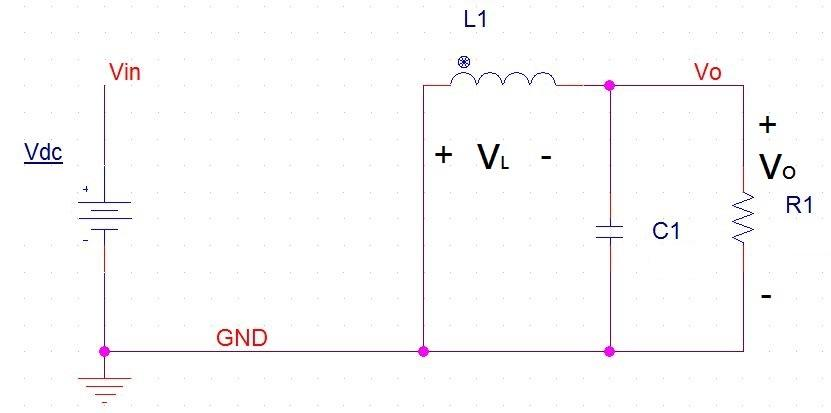 L1
Vin
Vo
Vdc
+
+ VL -
+
Vo
R1
+
-
C1
-
GND